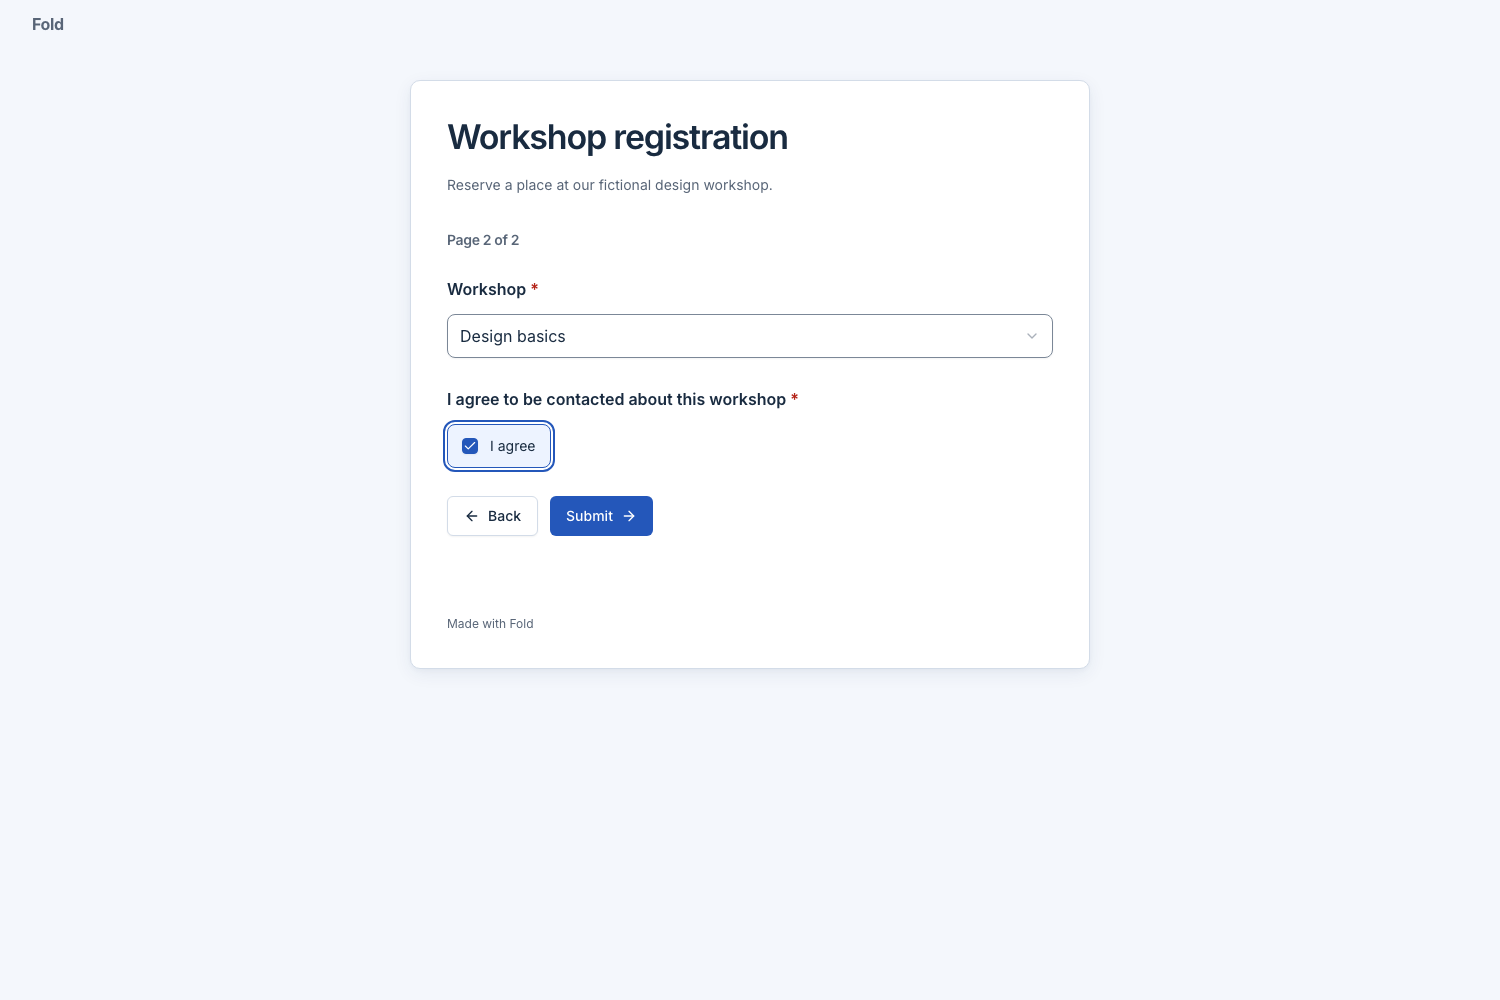 Fold
Workshop registration
Reserve a place at our fictional design workshop.
Page 2 of 2
Workshop *
Design basics
I agree to be contacted about this workshop *
I agree
Back
Submit
Made with Fold